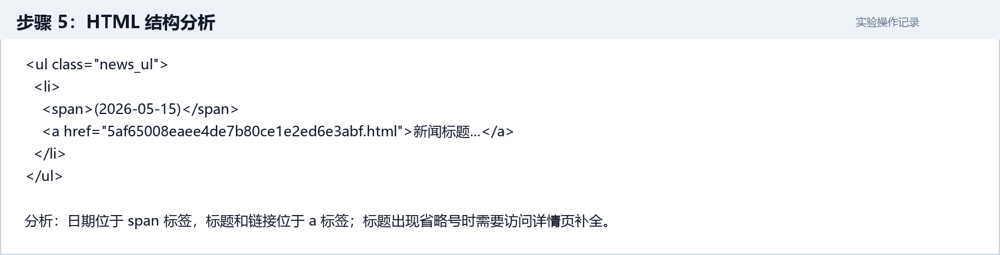 步骤 5：HTML 结构分析
实验操作记录
<ul class="news_ul">
<li>
<span>(2026-05-15)</span>
<a href="5af65008eaee4de7b80ce1e2ed6e3abf.html">新闻标题...</a>
</li>
</ul>
分析：日期位于 span 标签，标题和链接位于 a 标签；标题出现省略号时需要访问详情页补全。